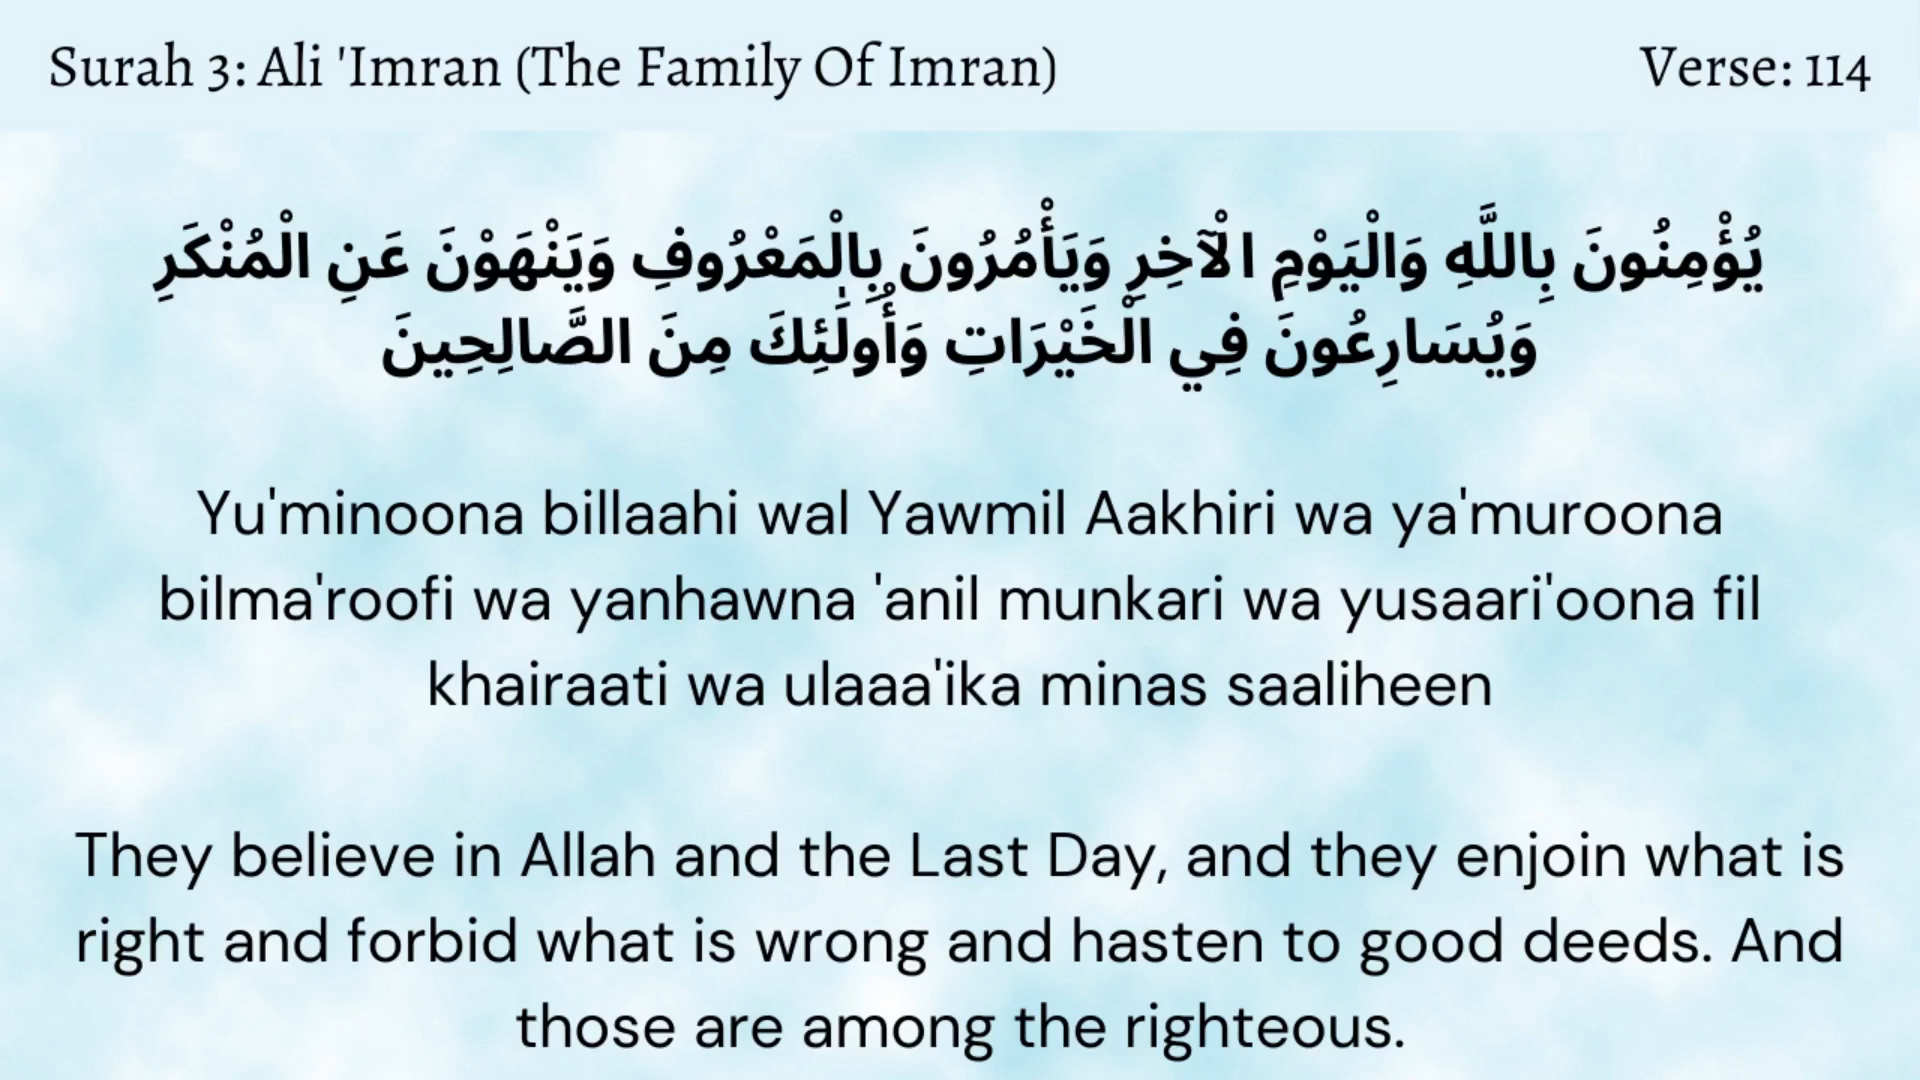 Surah 3: Ali 'Imran (The Family Of Imran)
Verse: 114
يُؤْمِنُونَ بِاللَّهِ وَالْيَوْمِ الْآخِرِ وَيَأْمُرُونَ بِالْمَعْرُوفِ وَيَنْهَوْنَ عَنِ الْمُنْكَرِ
وَيُسَارِعُونَ فِي الْخَيْرَاتِ وَأُولَٰئِكَ مِنَ الصَّالِحِينَ
Yu'minoona billaahi wal Yawmil Aakhiri wa ya'muroona
bilma'roofi wa yanhawna 'anil munkari wa yusaari'oona fil
khairaati wa ulaaa'ika minas saaliheen
They believe in Allah and the Last Day, and they enjoin what is
right and forbid what is wrong and hasten to good deeds. And
those are among the righteous.